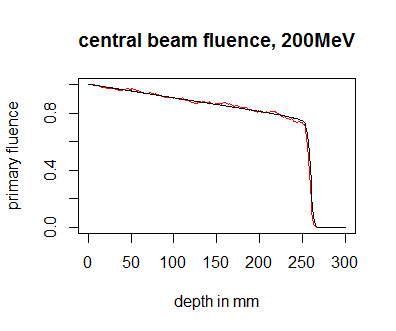 central beam fluence, 200MeV
primary fluence
0.8
0.4
0.0
0 50 100 150 200 250 300
depth in mm